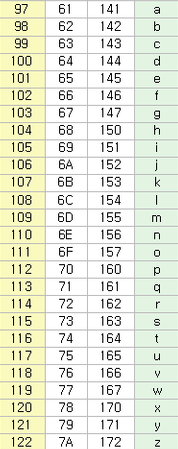 97 61 141 a
98 62 142 b
99 63 143 c
100 64 144 d
101 65 145 e
102 66 146 f
103 67 147 g
104 68 150 h
105 69 151 i
106 6A 152 j
107 6B 153 k
108 6C 154 l
109 6D 155 m
110 6E 156 n
111 6F 157 o
112 70 160 p
113 71 161 q
114 72 162 r
115 73 163 s
116 74 164 t
117 75 165 u
118 76 166 v
119 77 167 w
120 78 170 x
121 79 171 y
122 7A 172 z